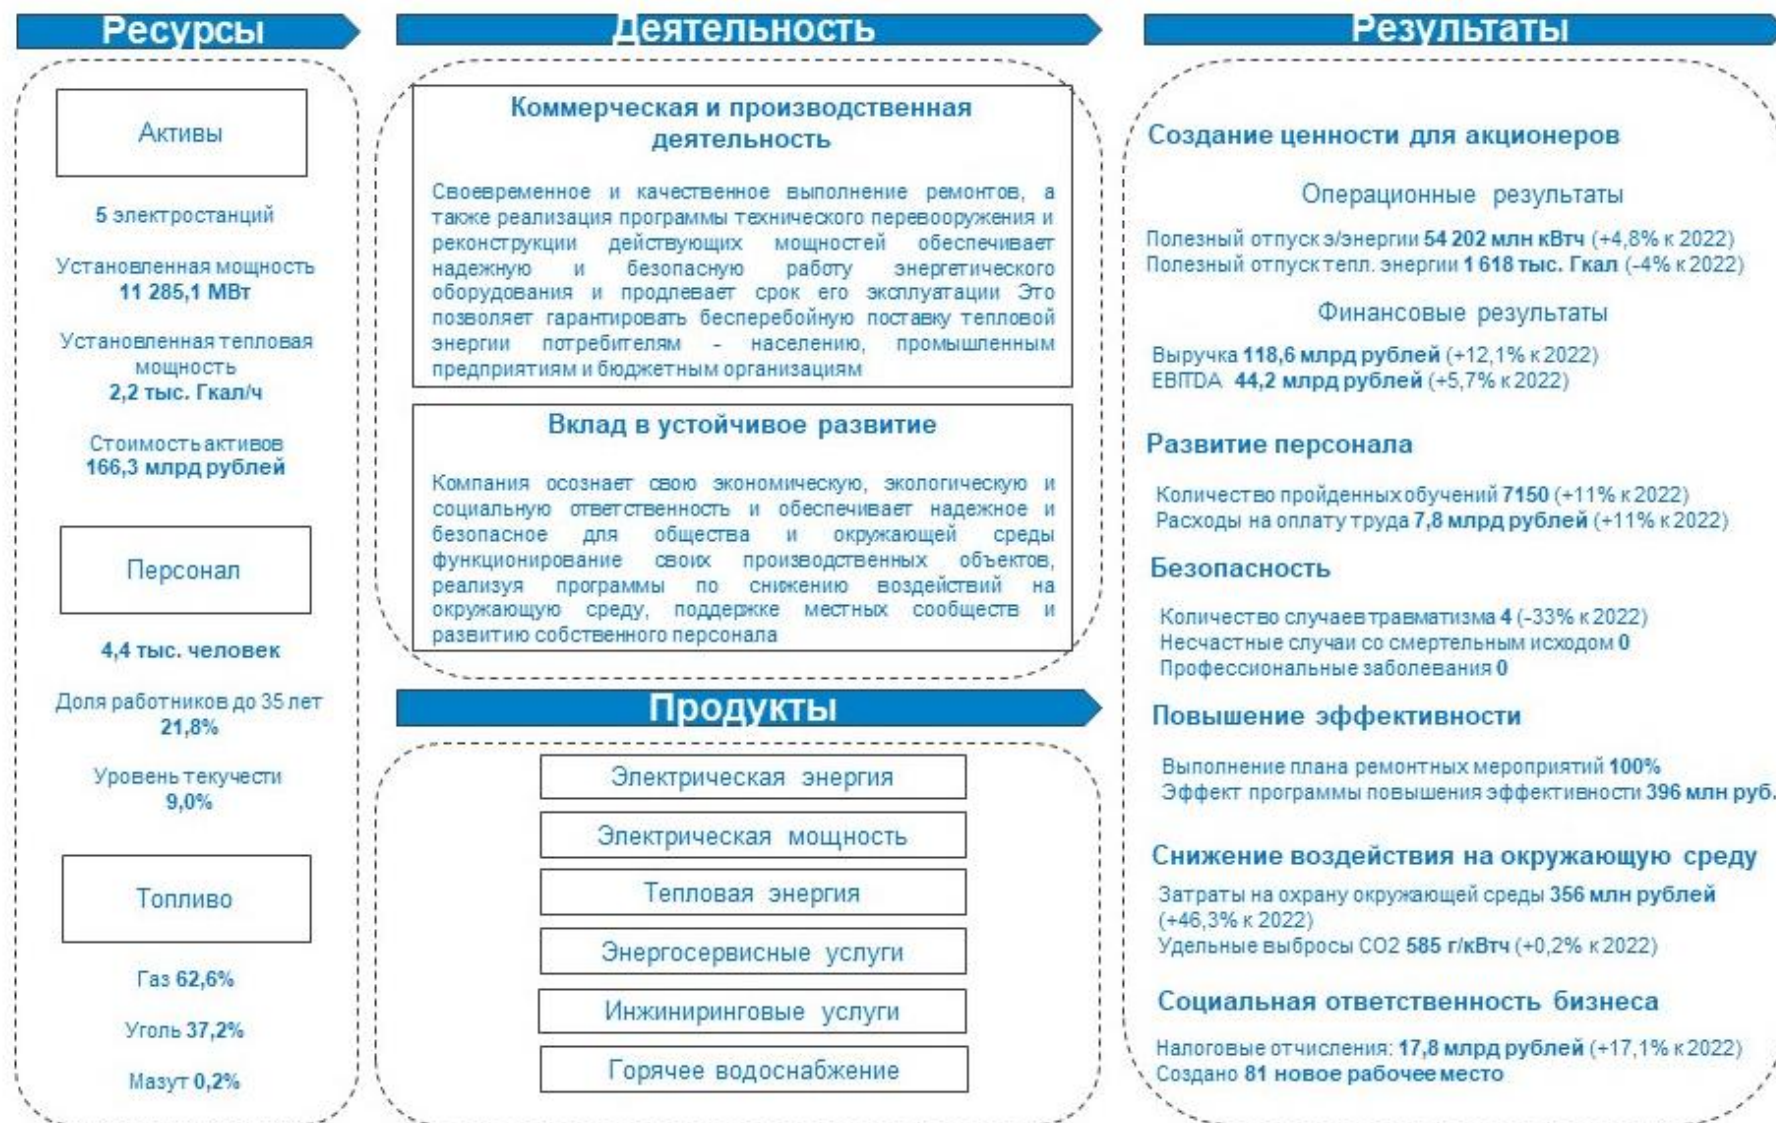 Ресурсы
Активы
5 электростанций
Установленная мощность
11 285,1 МВт
Установленная тепловая
мощность
2,2 тыс. Гкал/ч
Стоимость активов
166,3 млрд рублей
Персонал
4,4 тыс. человек
Доля работников до 35 лет
21,8%
Уровень текучести
9,0%
Топливо
Газ 62,6%
Уголь 37,2%
Мазут 0,2%
Деятельность
Коммерческая и производственная
деятельность
Своевременное и качественное выполнение ремонтов, а
также реализация программы технического перевооружения и
реконструкции действующих мощностей обеспечивает
надежную и безопасную работу энергетического
оборудования и продлевает срок его эксплуатации Это
позволяет гарантировать бесперебойную поставку тепловой
энергии потребителям - населению, промышленным
предприятиям и бюджетным организациям
Вклад в устойчивое развитие
Компания осознает свою экономическую, экологическую и
социальную ответственность и обеспечивает надежное и
безопасное для общества и окружающей среды
функционирование своих производственных объектов,
реализуя программы по снижению воздействий на
окружающую среду, поддержке местных сообществ и
развитию собственного персонала
Продукты
Электрическая энергия
Электрическая мощность
Тепловая энергия
Энергосервисные услуги
Инжиниринговые услуги
Горячее водоснабжение
Результаты
Создание ценности для акционеров
Операционные результаты
Полезный отпуск э/энергии 54 202 млн кВтч (+4,8% к 2022)
Полезный отпуск тепл. энергии 1 618 тыс. Гкал (-4% к 2022)
Финансовые результаты
Выручка 118,6 млрд рублей (+12,1% к 2022)
EBITDA 44,2 млрд рублей (+5,7% к 2022)
Развитие персонала
Количество пройденных обучений 7150 (+11% к 2022)
Расходы на оплату труда 7,8 млрд рублей (+11% к 2022)
Безопасность
Количество случаев травматизма 4 (-33% к 2022)
Несчастные случаи со смертельным исходом 0
Профессиональные заболевания 0
Повышение эффективности
Выполнение плана ремонтных мероприятий 100%
Эффект программы повышения эффективности 396 млн руб.
Снижение воздействия на окружающую среду
Затраты на охрану окружающей среды 356 млн рублей
(+46,3% к 2022)
Удельные выбросы СО2 585 г/кВтч (+0,2% к 2022)
Социальная ответственность бизнеса
Налоговые отчисления: 17,8 млрд рублей (+17,1% к 2022)
Создано 81 новое рабочее место